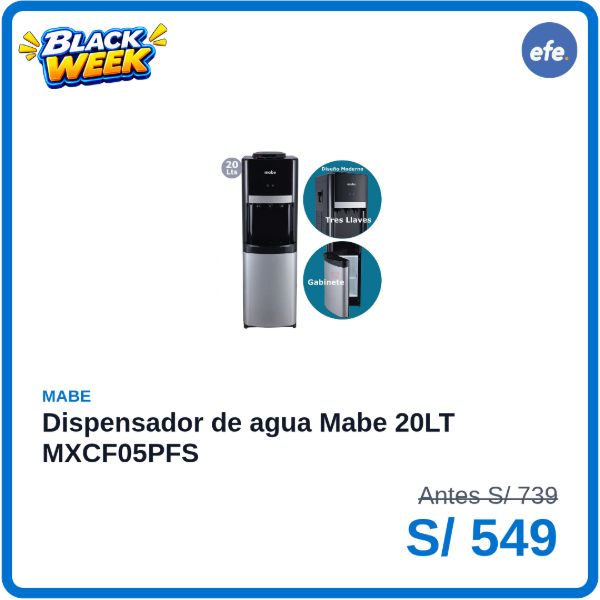 BLACK
WEEK
efe.
20
Lts
mabe
Diseño Moderno
mabe
Tres Llaves
Gabinete
MABE
Dispensador de agua Mabe 20LT
MXCF05PFS
Antes S/ 739
S/ 549